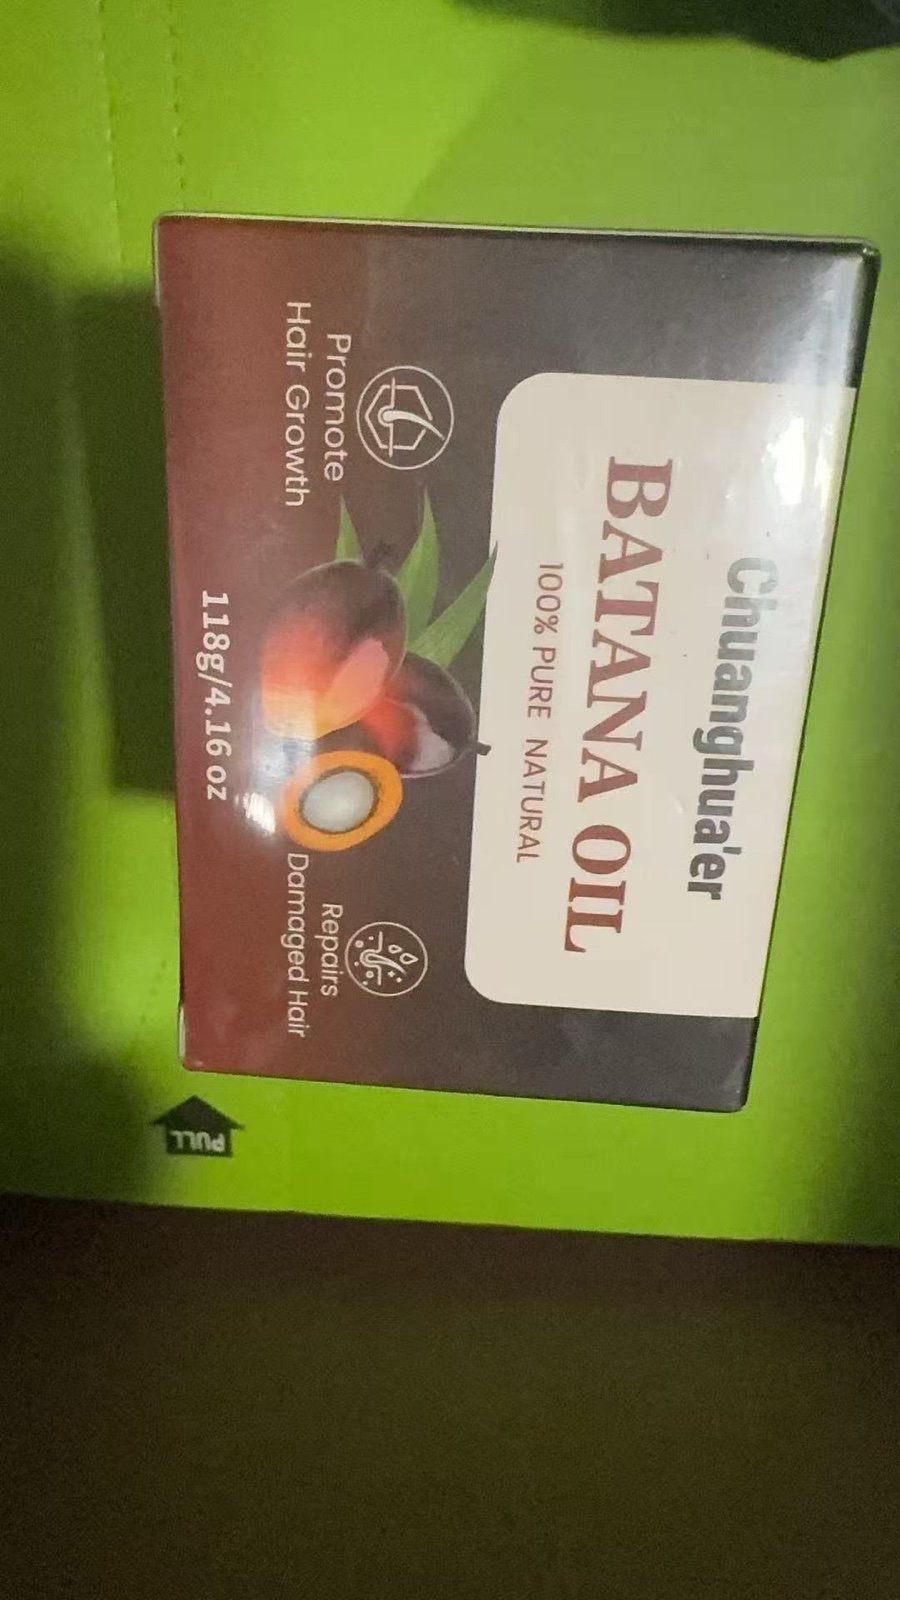 Chuanghua'er
BATANA OIL
100% PURE NATURAL
Promote
Hair Growth
Repairs
Damaged Hair
118g/4.16 oz
PULL